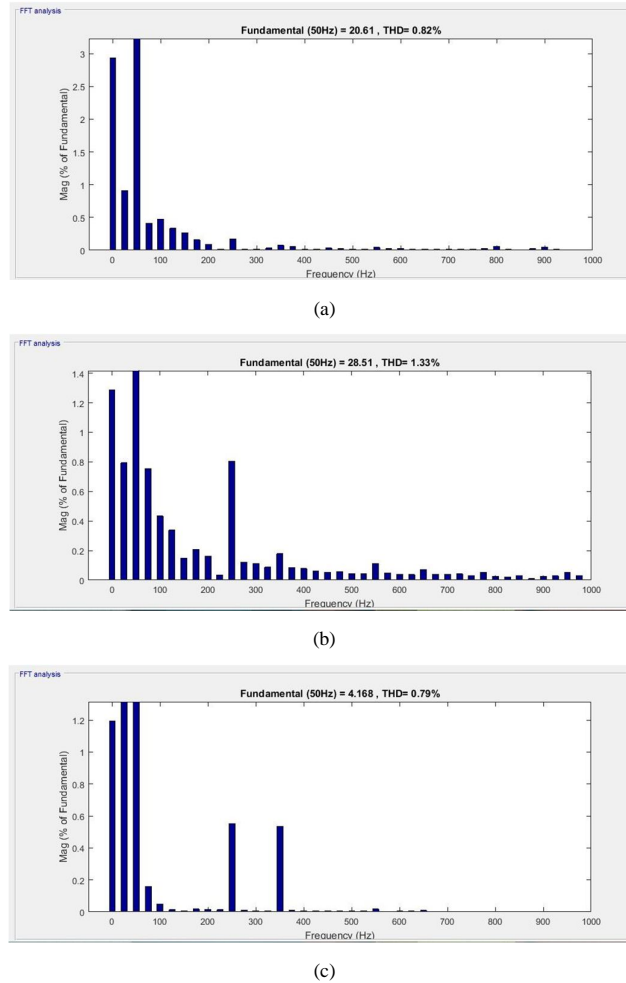 FFT analysis
Fundamental (50Hz) = 20.61 , THD= 0.82%
Mag (% of Fundamental)
3
2.5
2
1.5
1
0.5
0
0 100 200 300 400 500 600 700 800 900 1000
Frequency (Hz)
(a)
FFT analysis
Fundamental (50Hz) = 28.51 , THD= 1.33%
Mag (% of Fundamental)
1.4
1.2
1
0.8
0.6
0.4
0.2
0
0 100 200 300 400 500 600 700 800 900 1000
Frequency (Hz)
(b)
FFT analysis
Fundamental (50Hz) = 4.168 , THD= 0.79%
Mag (% of Fundamental)
1.2
1
0.8
0.6
0.4
0.2
0
0 100 200 300 400 500 600 700 800 900 1000
Frequency (Hz)
(c)